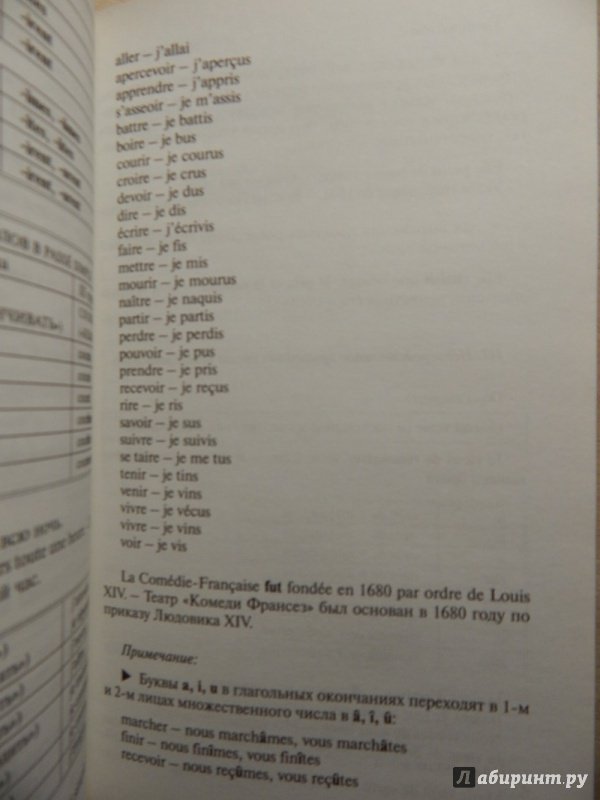 aller – j'allai
apercevoir – j'aperçus
apprendre – j'appris
s'asseoir – je m'assis
battre – je battis
boire – je bus
courir – je courus
croire – je crus
devoir – je dus
dire – je dis
écrire – j'écrivis
faire – je fis
mettre – je mis
mourir – je mourus
naître – je naquis
partir – je partis
perdre – je perdis
pouvoir – je pus
prendre – je pris
recevoir – je reçus
rire – je ris
savoir – je sus
suivre – je suivis
se taire – je me tus
tenir – je tins
venir – je vins
vivre – je vécus
vivre – je vins
voir – je vis
La Comédie-Française fut fondée en 1680 par ordre de Louis
XIV. – Театр «Комеди Франсез» был основан в 1680 году по
приказу Людовика XIV.
Примечание:
► Буквы a, i, u в глагольных окончаниях переходят в 1-м
и 2-м лицах множественного числа в â, î, û:
marcher – nous marchâmes, vous marchâtes
finir – nous finîmes, vous finîtes
recevoir – nous reçûmes, vous reçûtes
Лабиринт.ру